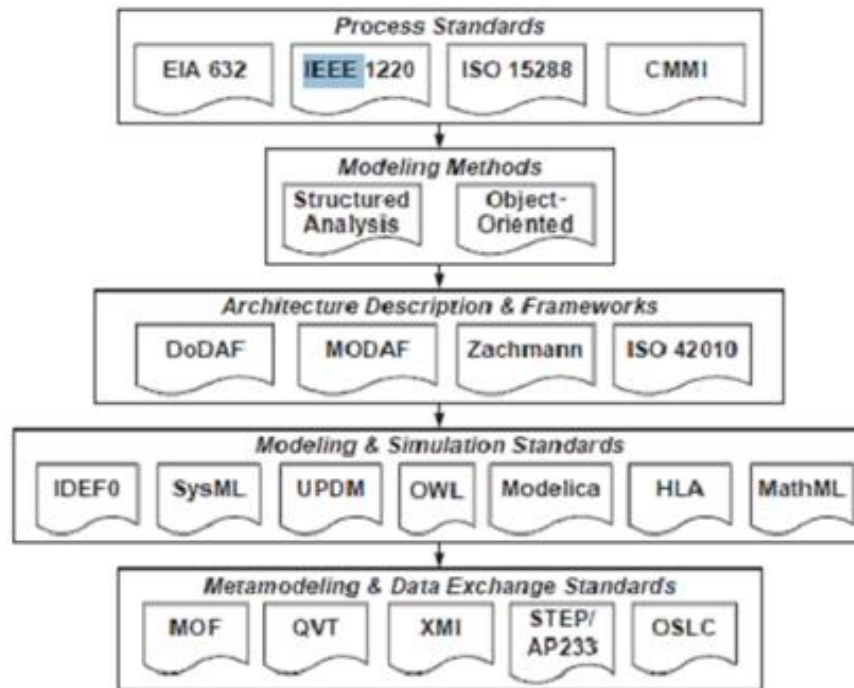 Process Standards
EIA 632 IEEE 1220 ISO 15288 CMMI
Modeling Methods
Structured Object-
Analysis Oriented
Architecture Description & Frameworks
DoDAF MODAF Zachmann ISO 42010
Modeling & Simulation Standards
IDEF0 SysML UPDM OWL Modelica HLA MathML
Metamodeling & Data Exchange Standards
MOF QVT XMI STEP/ OSLC
AP233